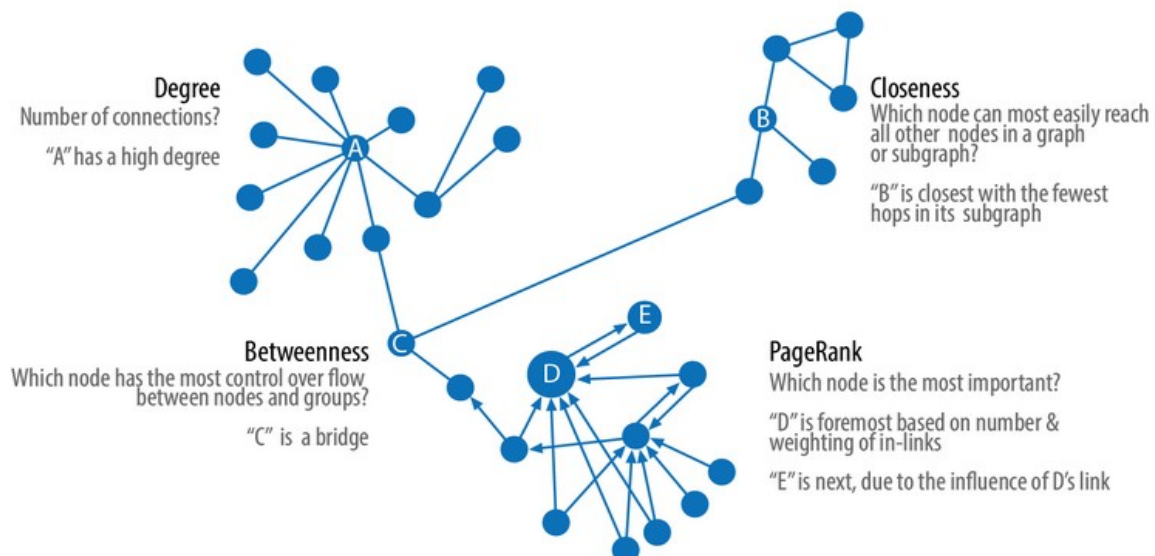 Degree
Number of connections?
“A” has a high degree
A
B
Closeness
Which node can most easily reach
all other nodes in a graph
or subgraph?
“B” is closest with the fewest
hops in its subgraph
Betweenness
Which node has the most control over flow
between nodes and groups?
“C” is a bridge
C
E
D
PageRank
Which node is the most important?
“D” is foremost based on number &
weighting of in-links
“E” is next, due to the influence of D’s link